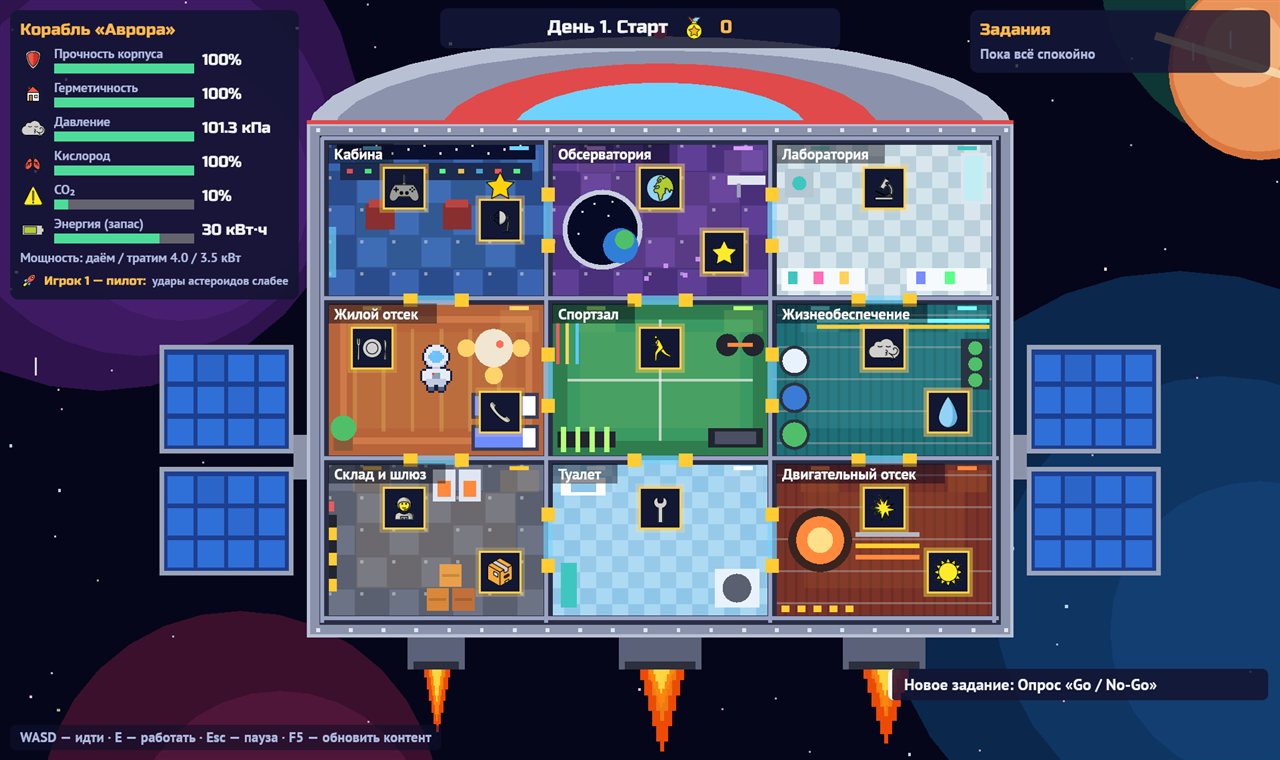 Корабль «Аврора»
Прочность корпуса
100%
Герметичность
100%
Давление
101.3 кПа
Кислород
100%
CO₂
10%
Энергия (запас)
30 кВт·ч
Мощность: даём / тратим 4.0 / 3.5 кВт
Игрок 1 — пилот: удары астероидов слабее
День 1. Старт 0
Задания
Пока всё спокойно
Кабина
Обсерватория
Лаборатория
Жилой отсек
Спортзал
Жизнеобеспечение
Склад и шлюз
Туалет
Двигательный отсек
Новое задание: Опрос «Go / No-Go»
WASD — идти · E — работать · Esc — пауза · F5 — обновить контент